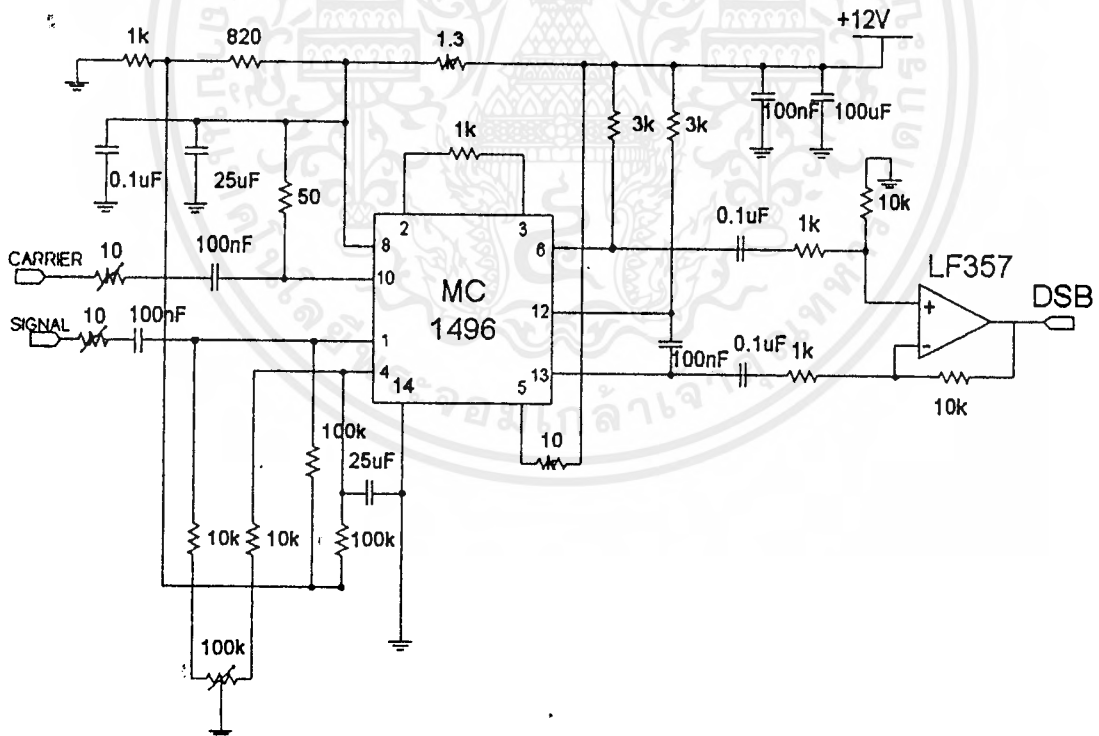 +12V
1k
820
1.3
100nF
100uF
3k
3k
1k
0.1uF
25uF
50
10k
2
3
0.1uF
1k
8
6
LF357
CARRIER
10
100nF
10
MC
1496
DSB
+
12
SIGNAL
10
100nF
1
100nF
0.1uF
1k
-
4
14
5
13
10k
100k
10
25uF
10k
10k
100k
100k